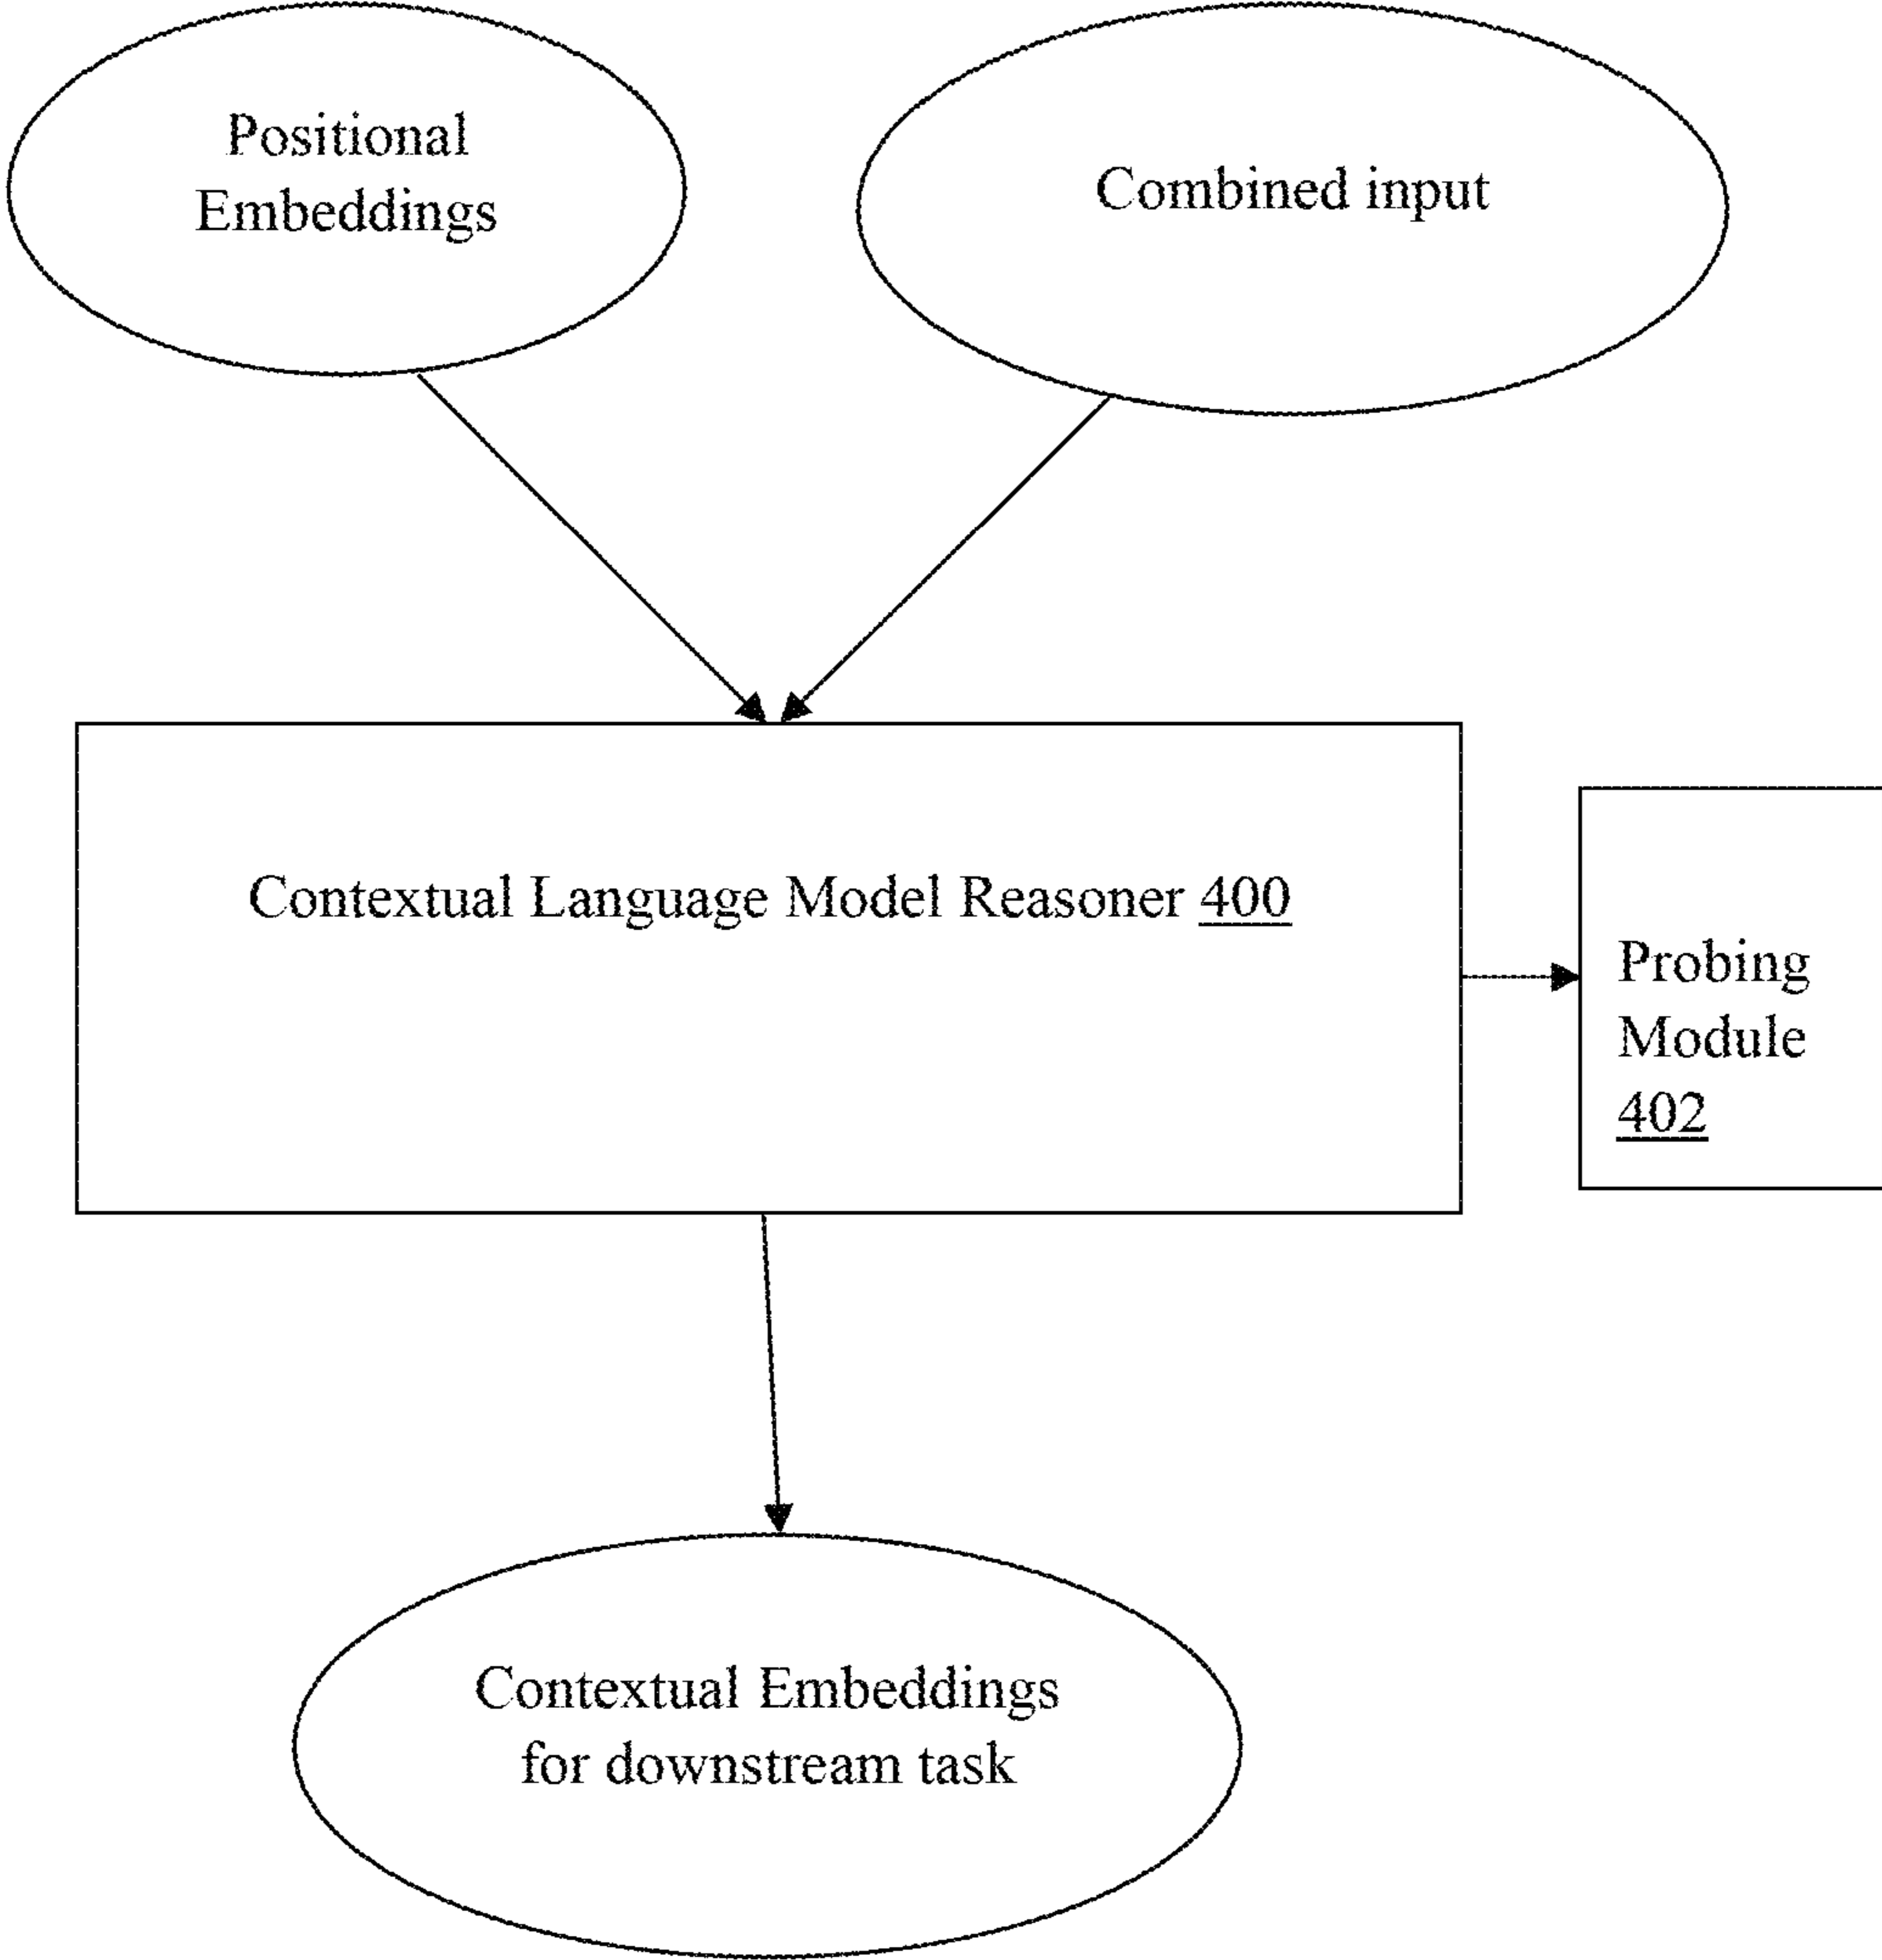 Positional
Embeddings
Combined input
Contextual Language Model Reasoner 400
Probing
Module
402
Contextual Embeddings
for downstream task